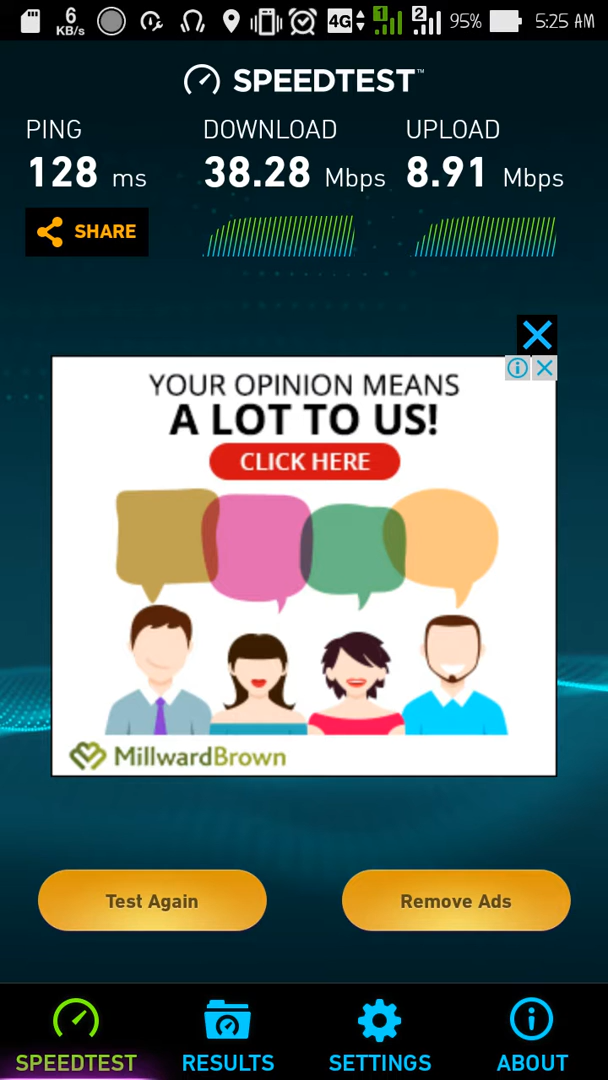 6 KB/s 4G 1 2 95% 5:25 AM
SPEEDTEST™
PING DOWNLOAD UPLOAD
128 ms 38.28 Mbps 8.91 Mbps
SHARE
YOUR OPINION MEANS
A LOT TO US!
CLICK HERE
MillwardBrown
Test Again Remove Ads
SPEEDTEST RESULTS SETTINGS ABOUT